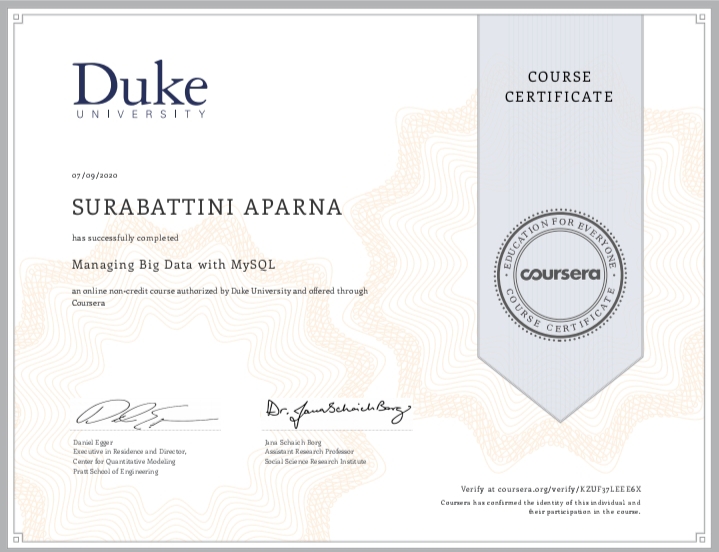 Duke
UNIVERSITY
COURSE
CERTIFICATE
07/09/2020
SURABATTINI APARNA
has successfully completed
Managing Big Data with MySQL
an online non-credit course authorized by Duke University and offered through
Coursera
EDUCATION FOR EVERYONE
coursera
COURSE CERTIFICATE
Dr. Jana Schaich Borg
Daniel Egger
Executive in Residence and Director,
Center for Quantitative Modeling
Pratt School of Engineering
Jana Schaich Borg
Assistant Research Professor
Social Science Research Institute
Verify at coursera.org/verify/KZUF37LEEE6X
Coursera has confirmed the identity of this individual and
their participation in the course.